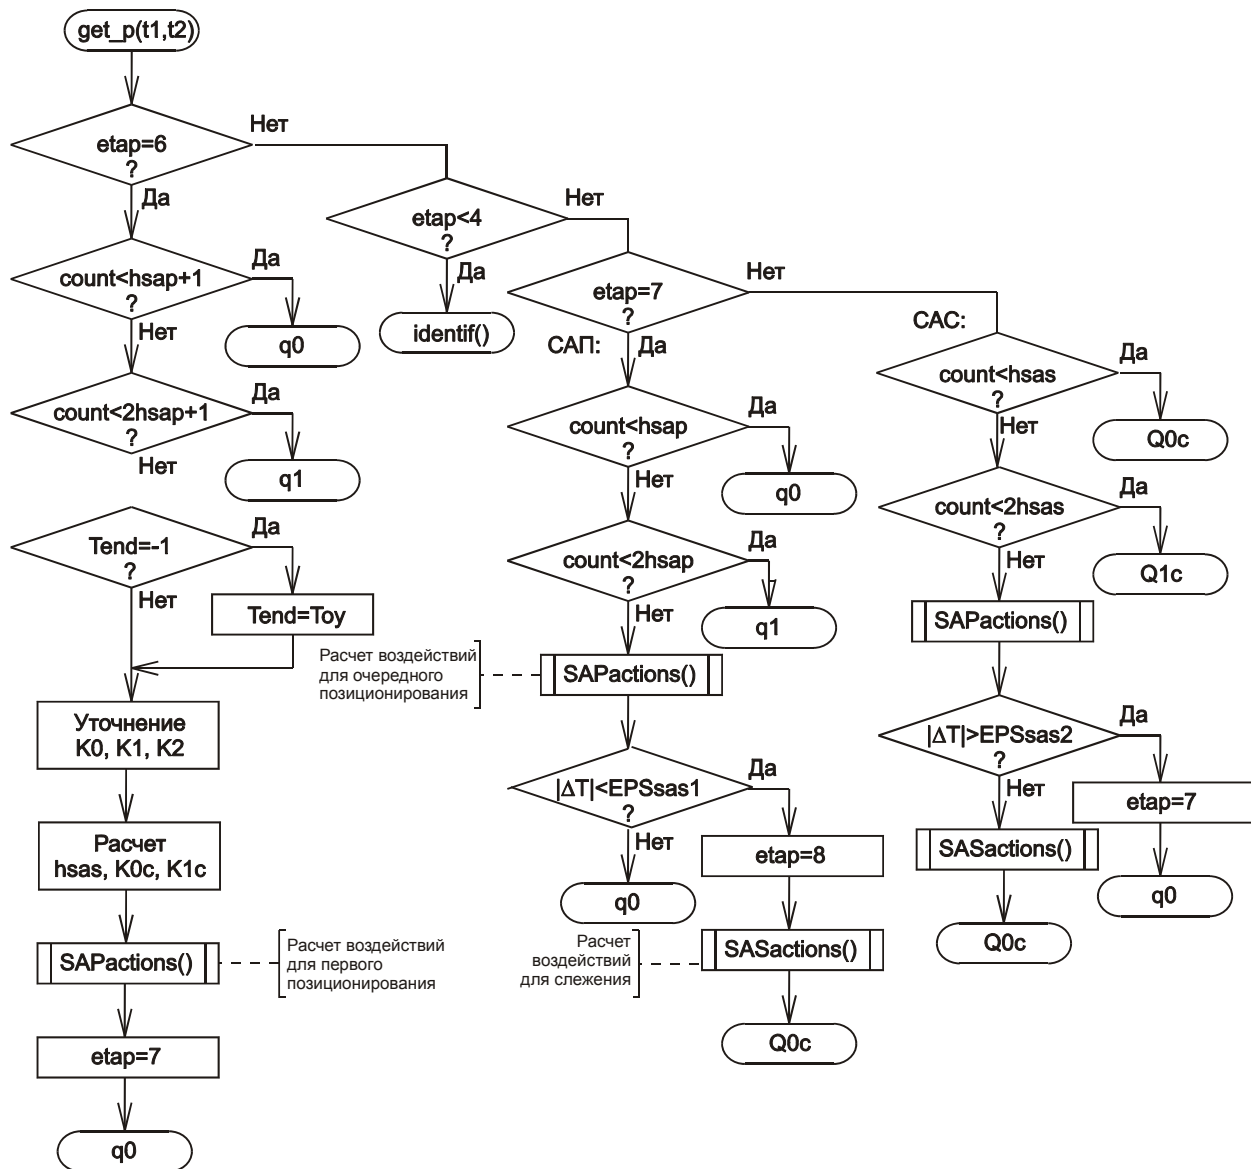 get_p(t1,t2)
etap=6
?
Нет
Да
etap<4
?
Нет
Да
identif()
count<hsap+1
?
Да
Нет
q0
count<2hsap+1
?
Да
Нет
q1
Tend=-1
?
Да
Нет
Tend=Toy
Уточнение
K0, K1, K2
Расчет
hsas, K0c, K1c
SAPactions()
Расчет воздействий
для первого
позиционирования
etap=7
q0
etap=7
?
Нет
САП:
Да
count<hsap
?
Да
Нет
q0
count<2hsap
?
Да
Нет
q1
Расчет воздействий
для очередного
позиционирования
SAPactions()
|ΔT|<EPSsas1
?
Да
Нет
q0
etap=8
Расчет
воздействий
для слежения
SASactions()
Q0c
САС:
count<hsas
?
Да
Нет
Q0c
count<2hsas
?
Да
Нет
Q1c
SAPactions()
|ΔT|>EPSsas2
?
Да
Нет
etap=7
SASactions()
q0
Q0c